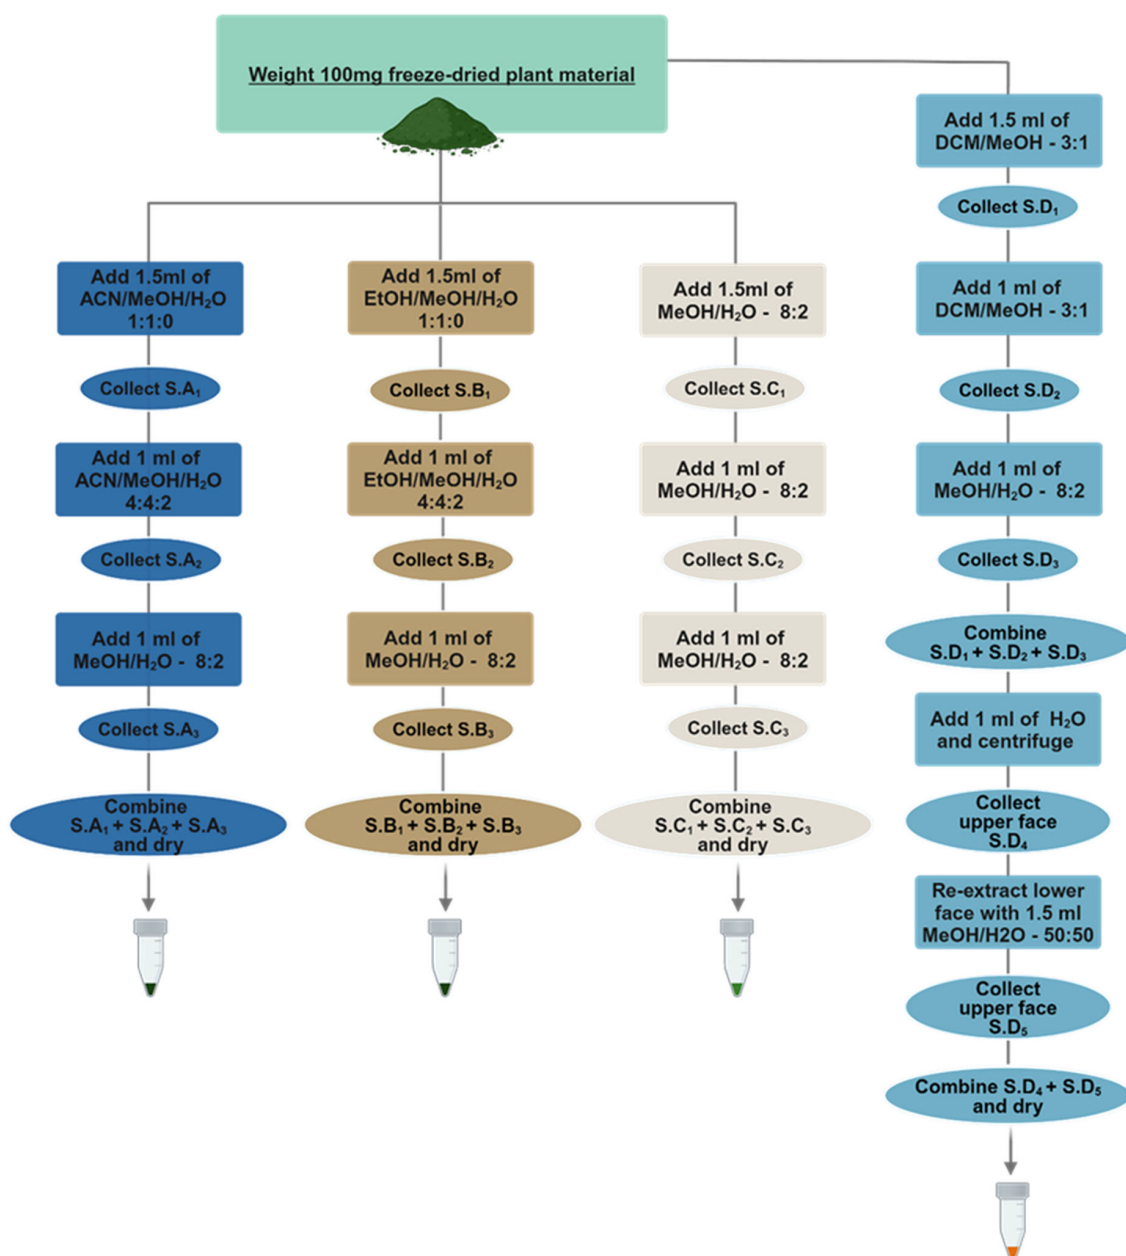 Weight 100mg freeze-dried plant material
Add 1.5ml of
ACN/MeOH/H₂O
1:1:0
Collect S.A₁
Add 1 ml of
ACN/MeOH/H₂O
4:4:2
Collect S.A₂
Add 1 ml of
MeOH/H₂O - 8:2
Collect S.A₃
Combine
S.A₁ + S.A₂ + S.A₃
and dry
Add 1.5ml of
EtOH/MeOH/H₂O
1:1:0
Collect S.B₁
Add 1 ml of
EtOH/MeOH/H₂O
4:4:2
Collect S.B₂
Add 1 ml of
MeOH/H₂O - 8:2
Collect S.B₃
Combine
S.B₁ + S.B₂ + S.B₃
and dry
Add 1.5ml of
MeOH/H₂O - 8:2
Collect S.C₁
Add 1 ml of
MeOH/H₂O - 8:2
Collect S.C₂
Add 1 ml of
MeOH/H₂O - 8:2
Collect S.C₃
Combine
S.C₁ + S.C₂ + S.C₃
and dry
Add 1.5 ml of
DCM/MeOH - 3:1
Collect S.D₁
Add 1 ml of
DCM/MeOH - 3:1
Collect S.D₂
Add 1 ml of
MeOH/H₂O - 8:2
Collect S.D₃
Combine
S.D₁ + S.D₂ + S.D₃
Add 1 ml of H₂O
and centrifuge
Collect
upper face
S.D₄
Re-extract lower
face with 1.5 ml
MeOH/H2O - 50:50
Collect
upper face
S.D₅
Combine S.D₄ + S.D₅
and dry